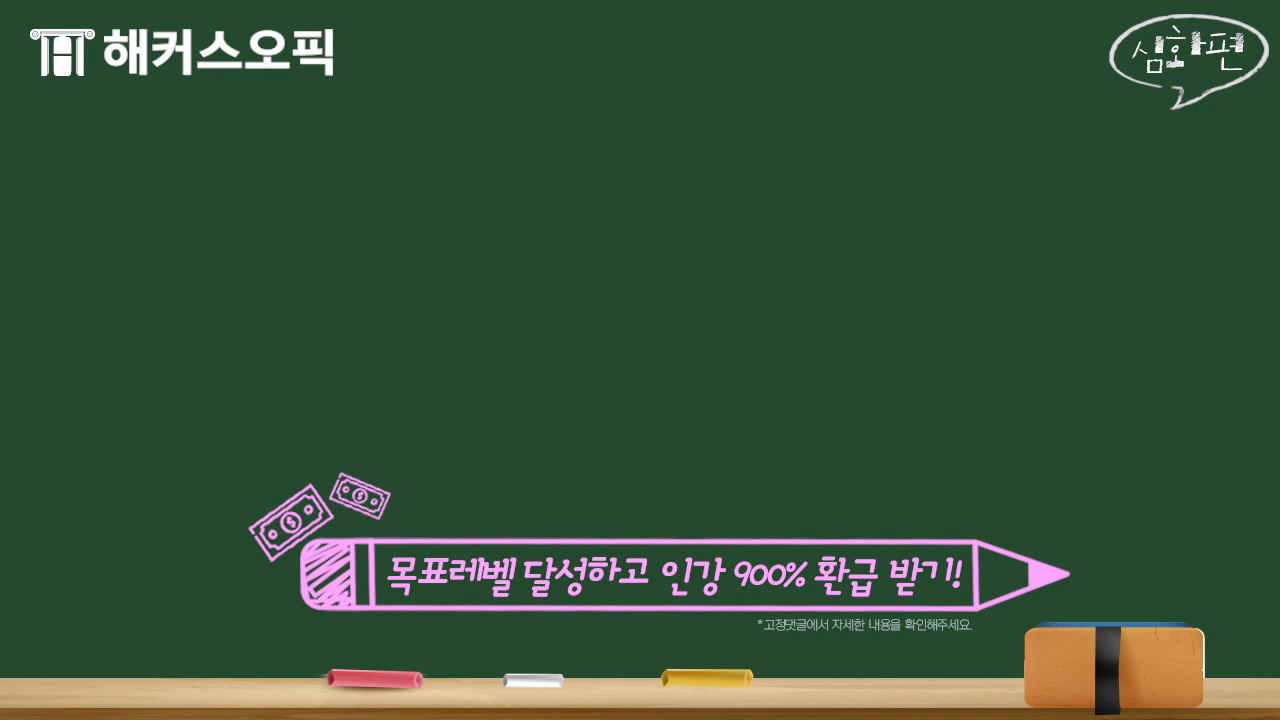 해커스오픽
심화편
목표레벨 달성하고 인강 900% 환급 받기!
*고정댓글에서 자세한 내용을 확인해주세요.